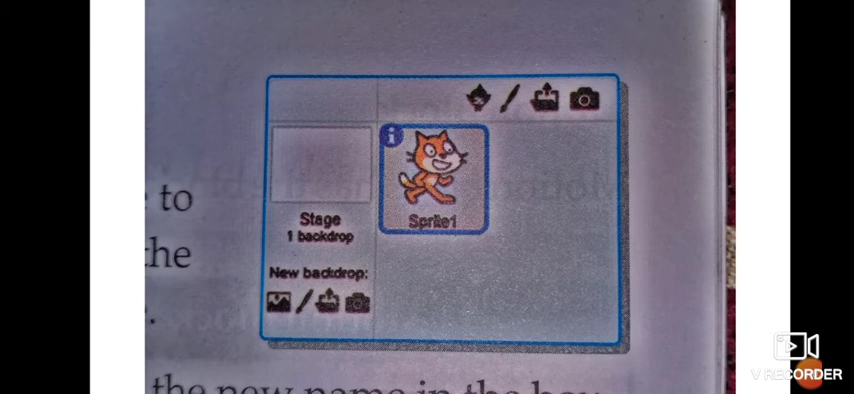 to
the
i
Sprite1
Stage
1 backdrop
New backdrop:
the new name in the box
V RECORDER